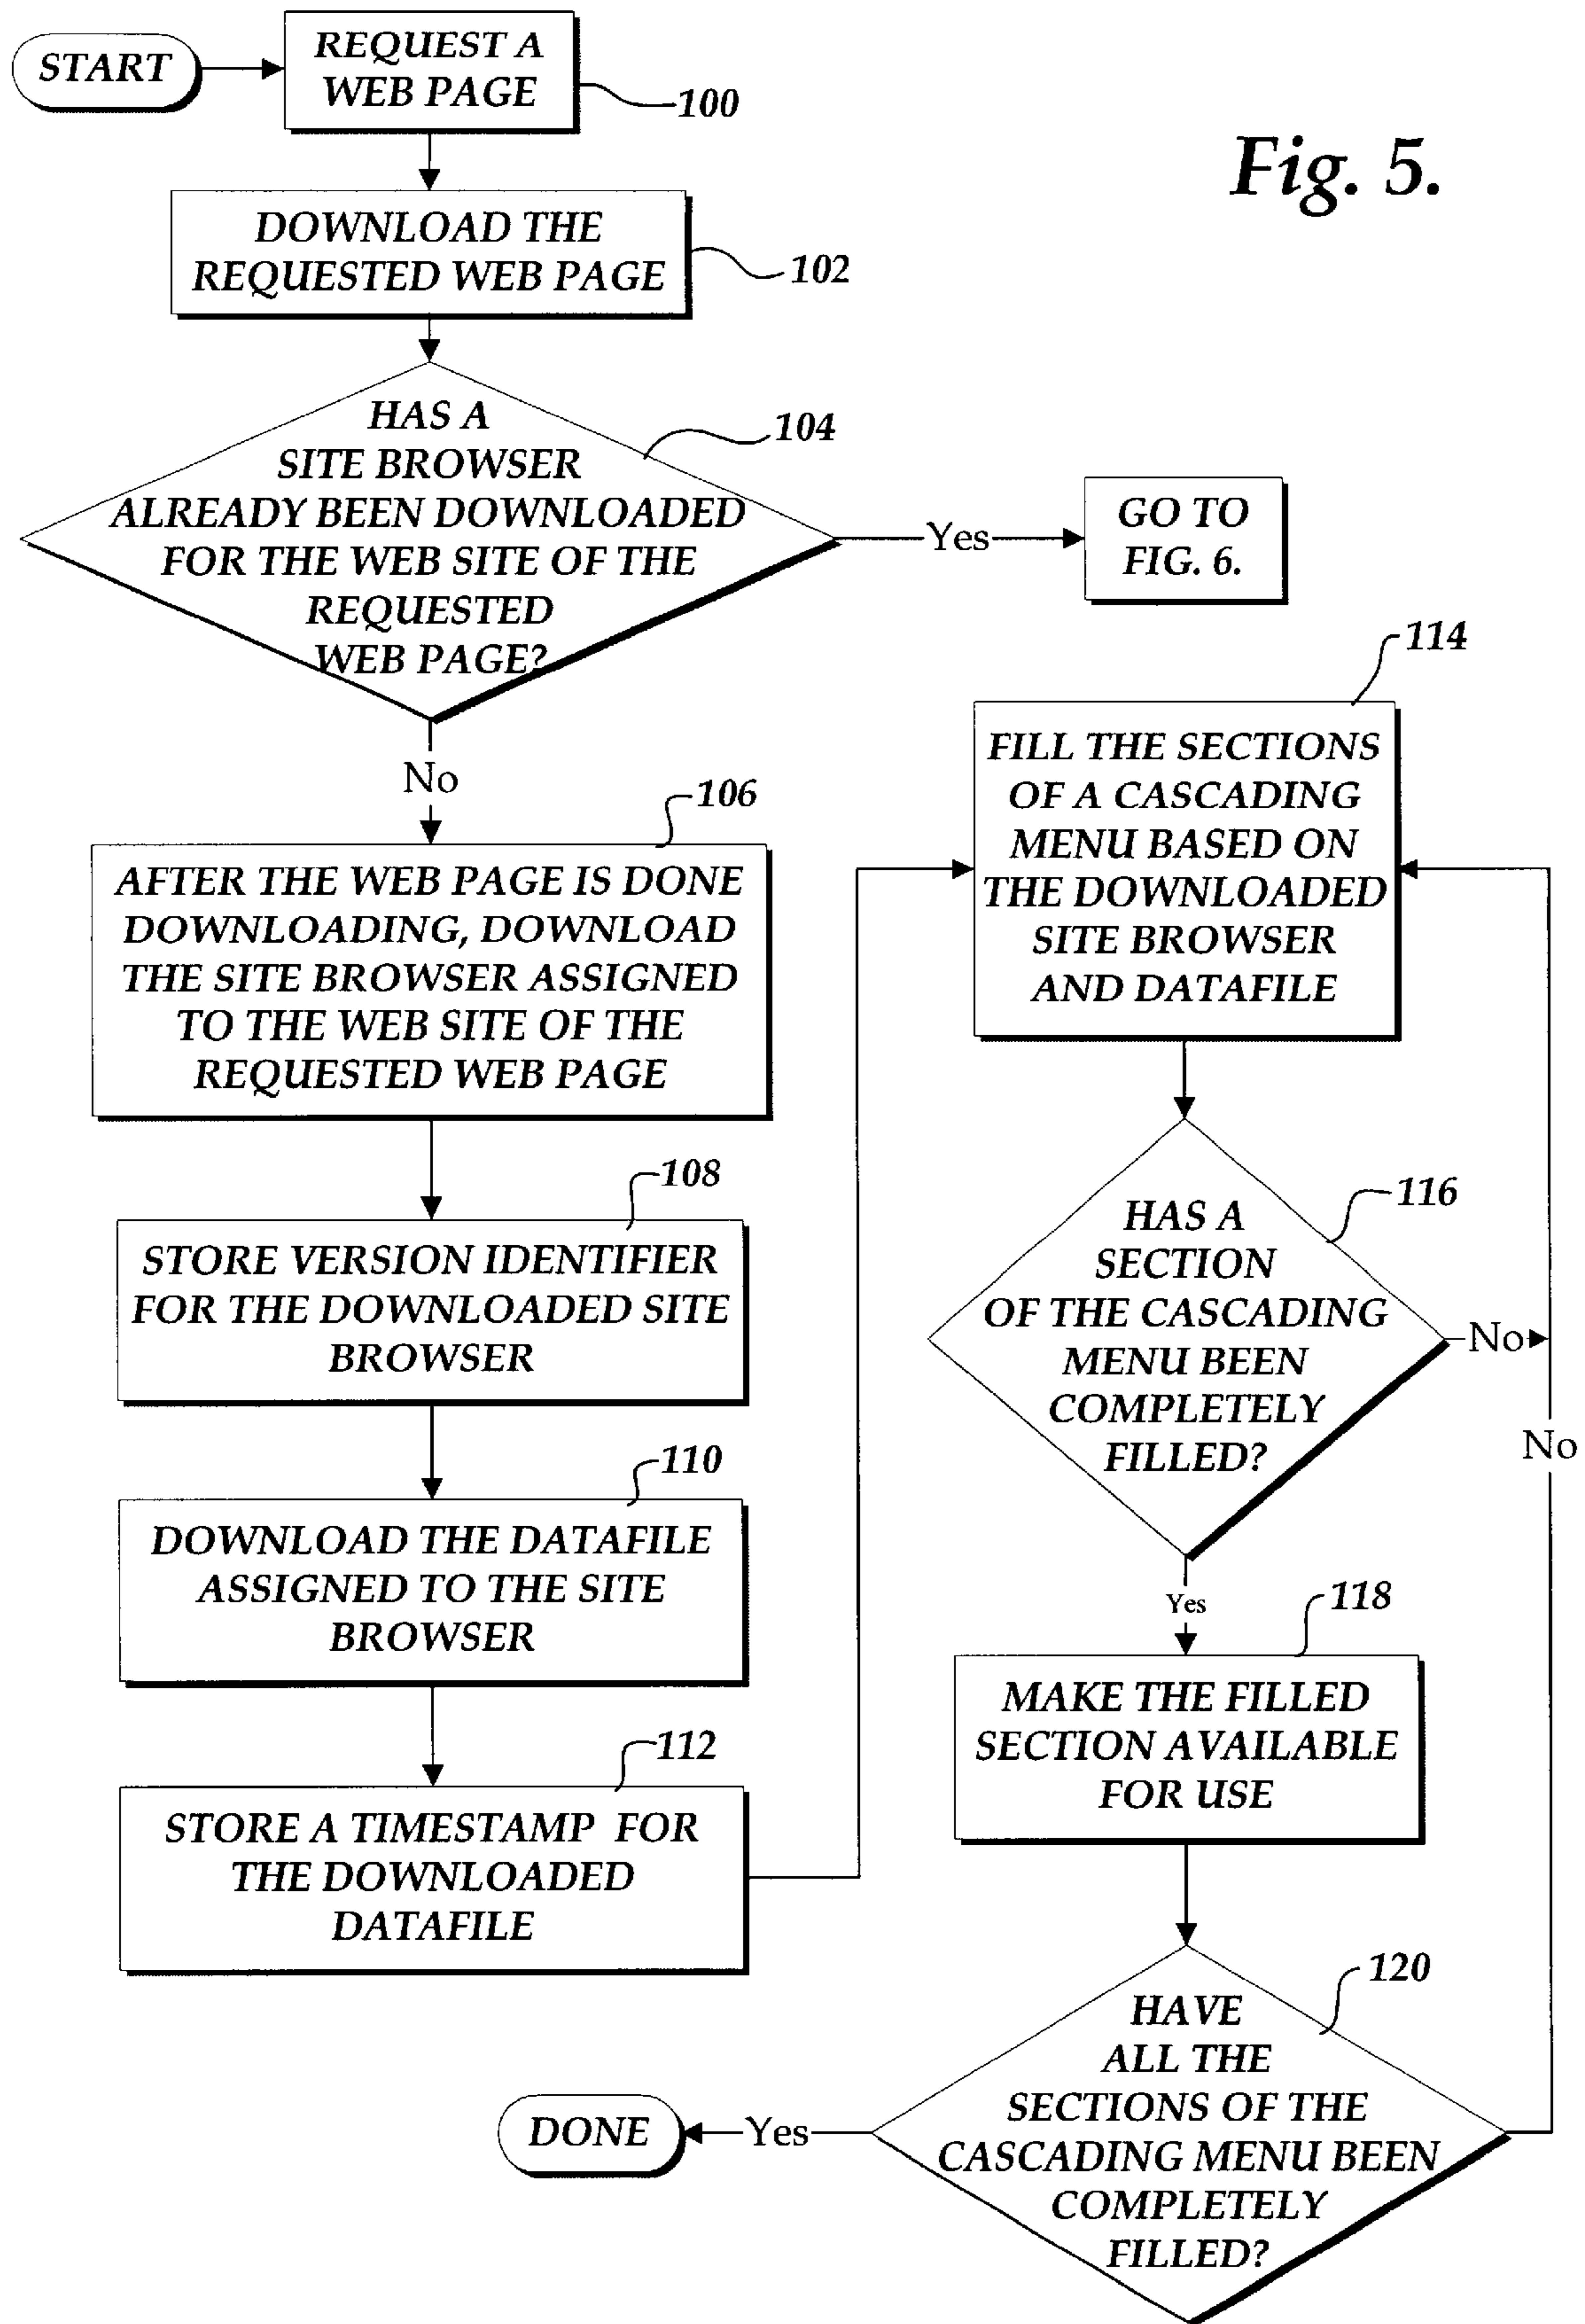 START
REQUEST A
WEB PAGE
100
Fig. 5.
DOWNLOAD THE
REQUESTED WEB PAGE
102
HAS A
SITE BROWSER
ALREADY BEEN DOWNLOADED
FOR THE WEB SITE OF THE
REQUESTED
WEB PAGE?
104
Yes
GO TO
FIG. 6.
No
106
AFTER THE WEB PAGE IS DONE
DOWNLOADING, DOWNLOAD
THE SITE BROWSER ASSIGNED
TO THE WEB SITE OF THE
REQUESTED WEB PAGE
108
STORE VERSION IDENTIFIER
FOR THE DOWNLOADED SITE
BROWSER
110
DOWNLOAD THE DATAFILE
ASSIGNED TO THE SITE
BROWSER
112
STORE A TIMESTAMP FOR
THE DOWNLOADED
DATAFILE
114
FILL THE SECTIONS
OF A CASCADING
MENU BASED ON
THE DOWNLOADED
SITE BROWSER
AND DATAFILE
116
HAS A
SECTION
OF THE CASCADING
MENU BEEN
COMPLETELY
FILLED?
No
No
Yes
118
MAKE THE FILLED
SECTION AVAILABLE
FOR USE
120
HAVE
ALL THE
SECTIONS OF THE
CASCADING MENU BEEN
COMPLETELY
FILLED?
Yes
DONE